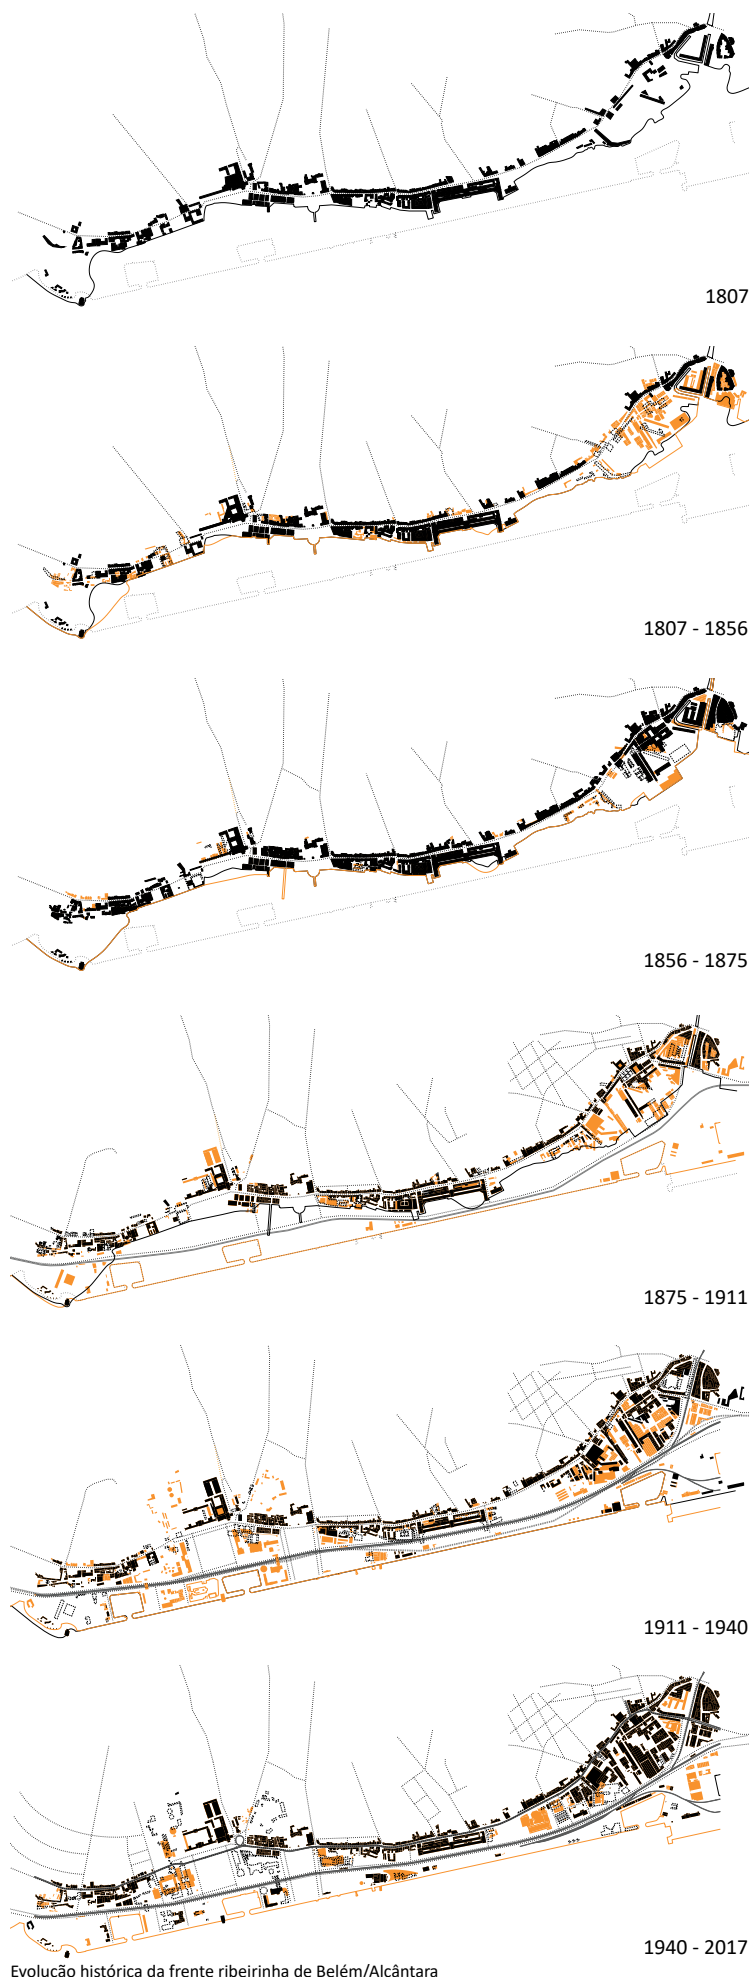 1807
1807 - 1856
1856 - 1875
1875 - 1911
1911 - 1940
1940 - 2017
Evolução histórica da frente ribeirinha de Belém/Alcântara